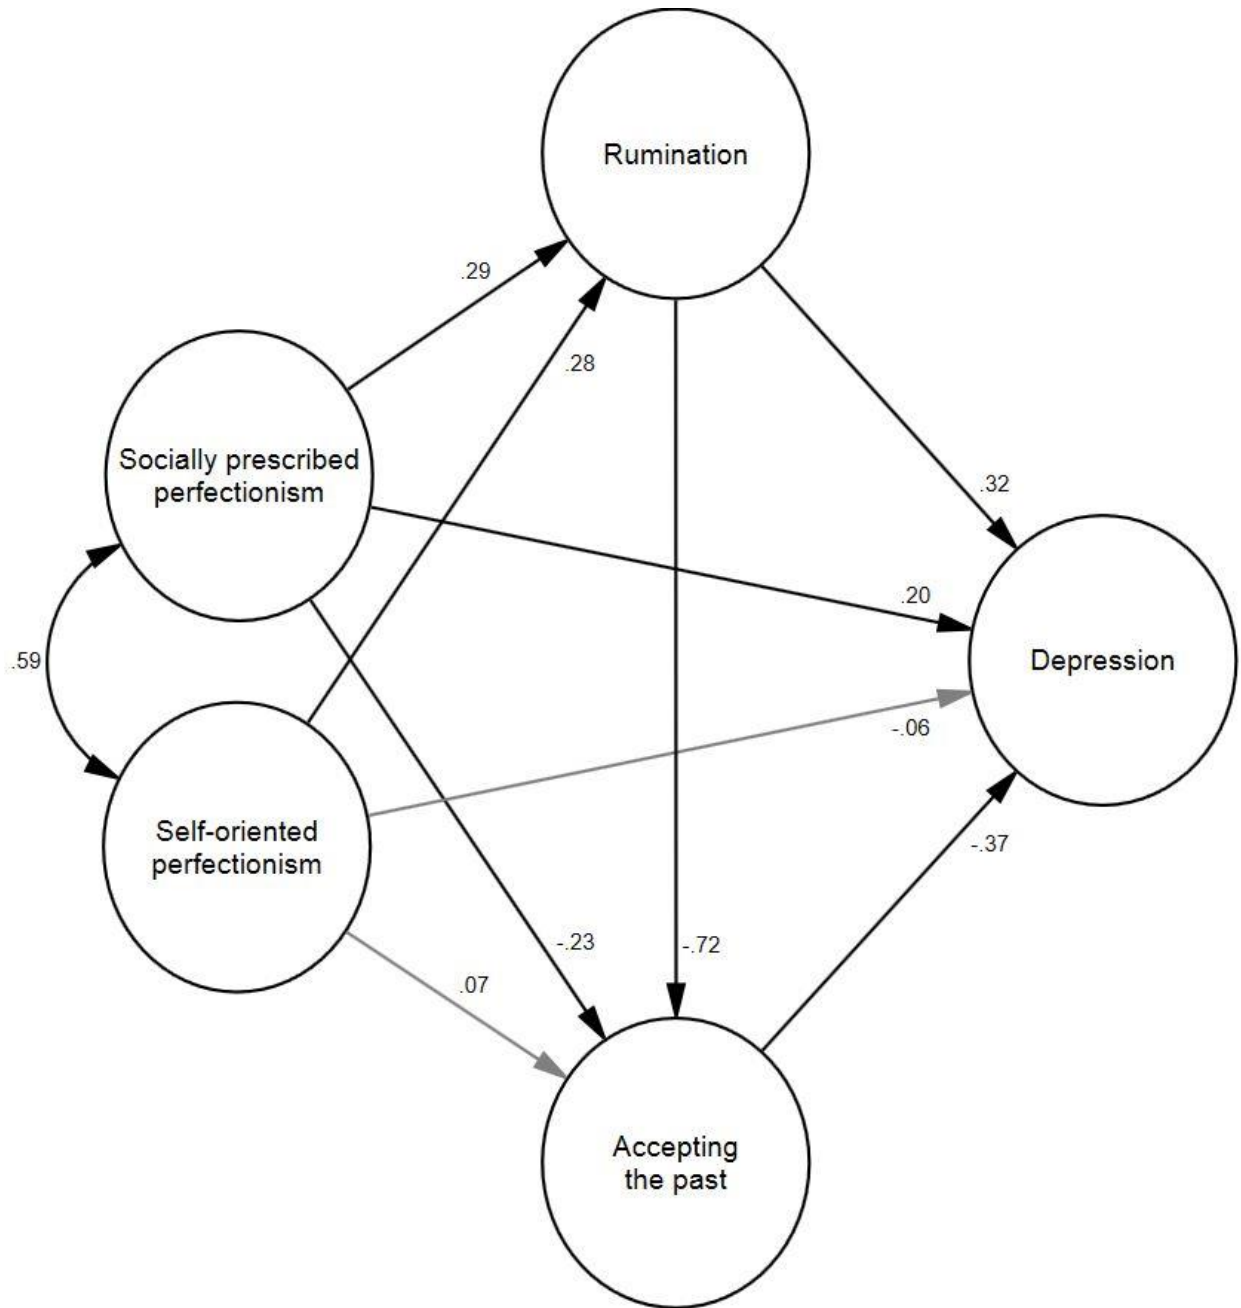 Rumination
.29
.28
Socially prescribed
perfectionism
.32
.20
.59
Depression
-.06
Self-oriented
perfectionism
-.37
-.23
-.72
.07
Accepting
the past